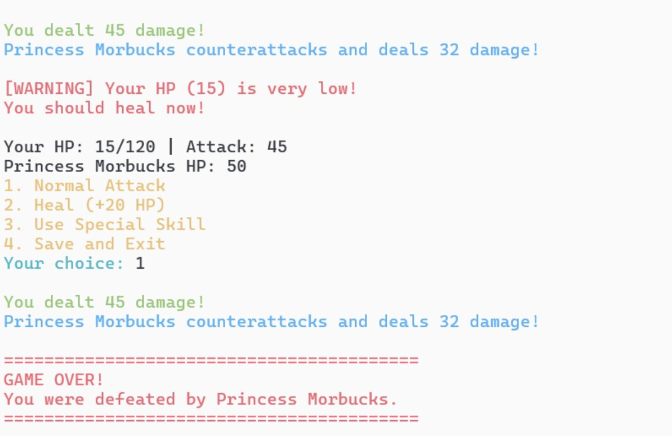 You dealt 45 damage!
Princess Morbucks counterattacks and deals 32 damage!
[WARNING] Your HP (15) is very low!
You should heal now!
Your HP: 15/120 | Attack: 45
Princess Morbucks HP: 50
1. Normal Attack
2. Heal (+20 HP)
3. Use Special Skill
4. Save and Exit
Your choice: 1
You dealt 45 damage!
Princess Morbucks counterattacks and deals 32 damage!
=========================================
GAME OVER!
You were defeated by Princess Morbucks.
=========================================